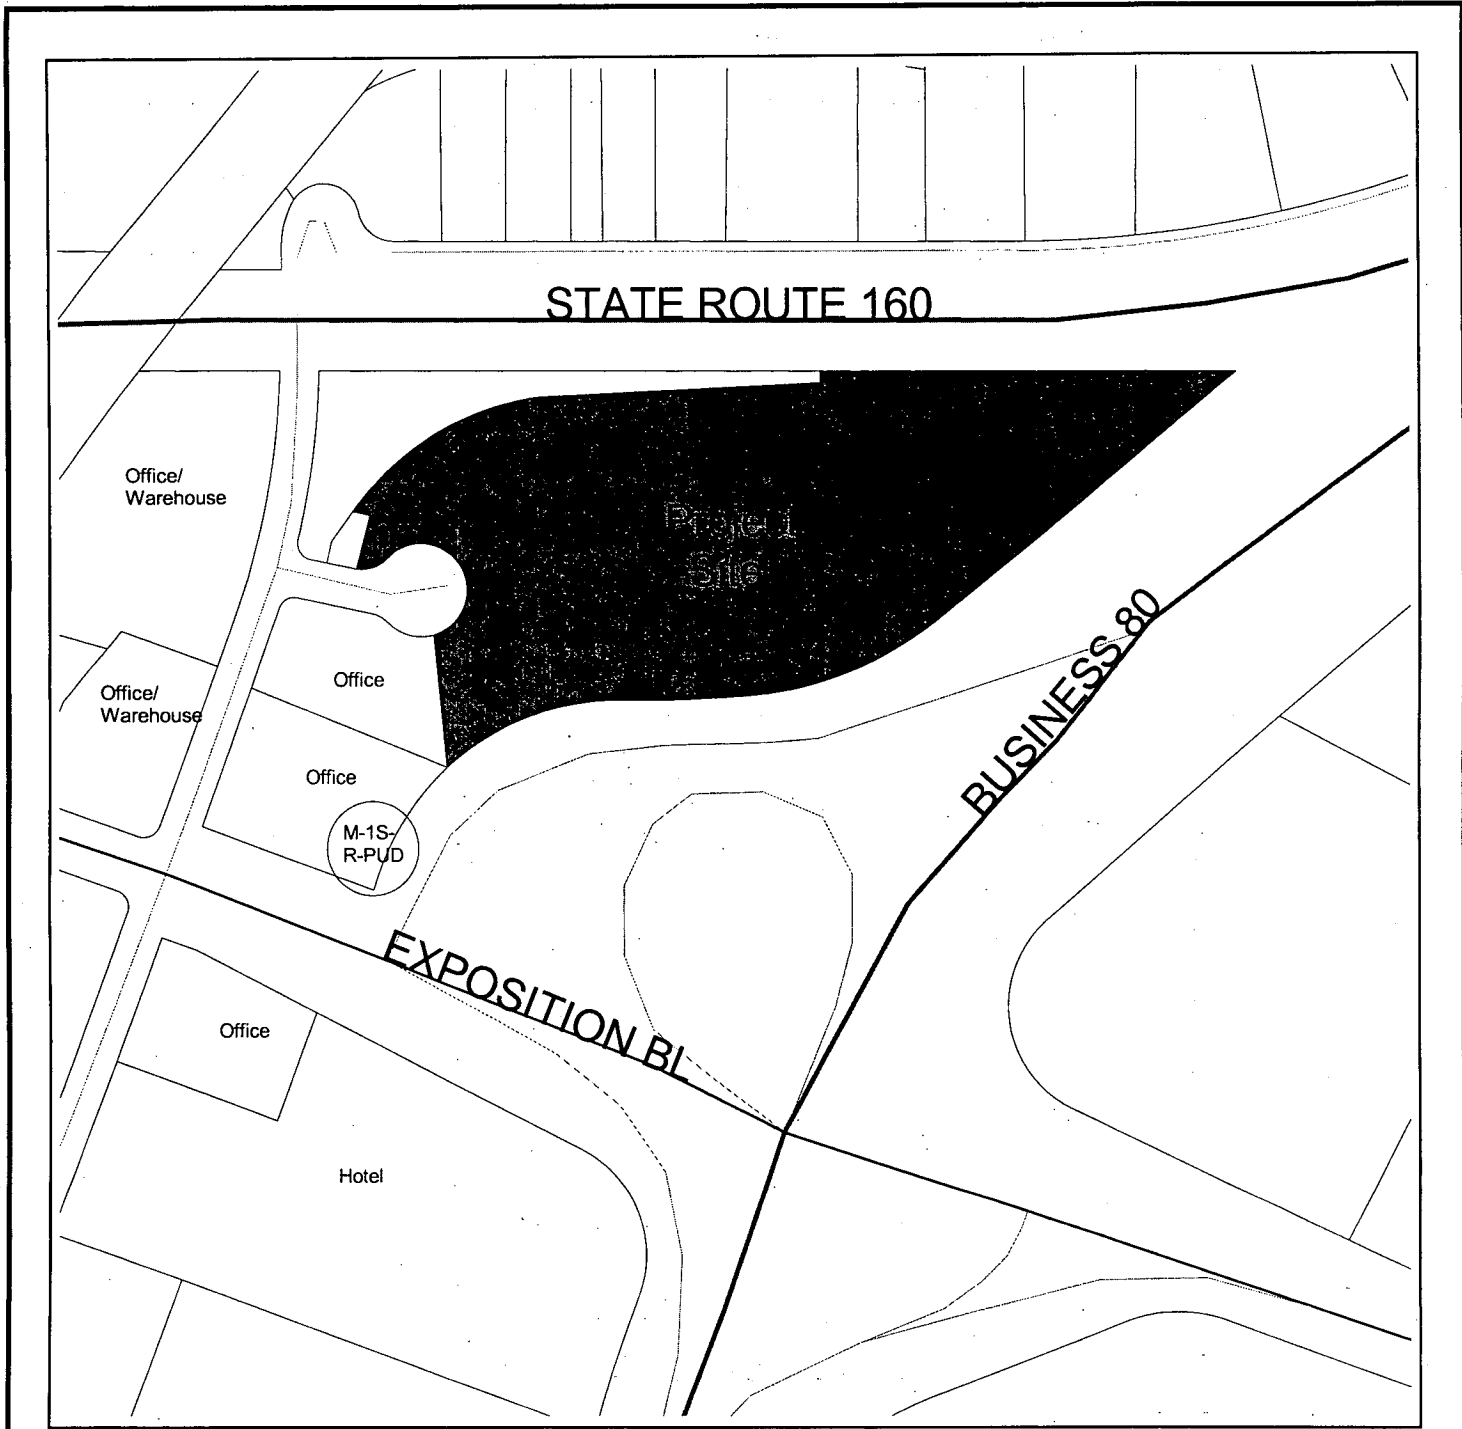 STATE ROUTE 160
Office/
Warehouse
Project
Site
BUSINESS 80
Office
Office/
Warehouse
Office
M-1S-
R-PUD
EXPOSITION BL
Office
Hotel